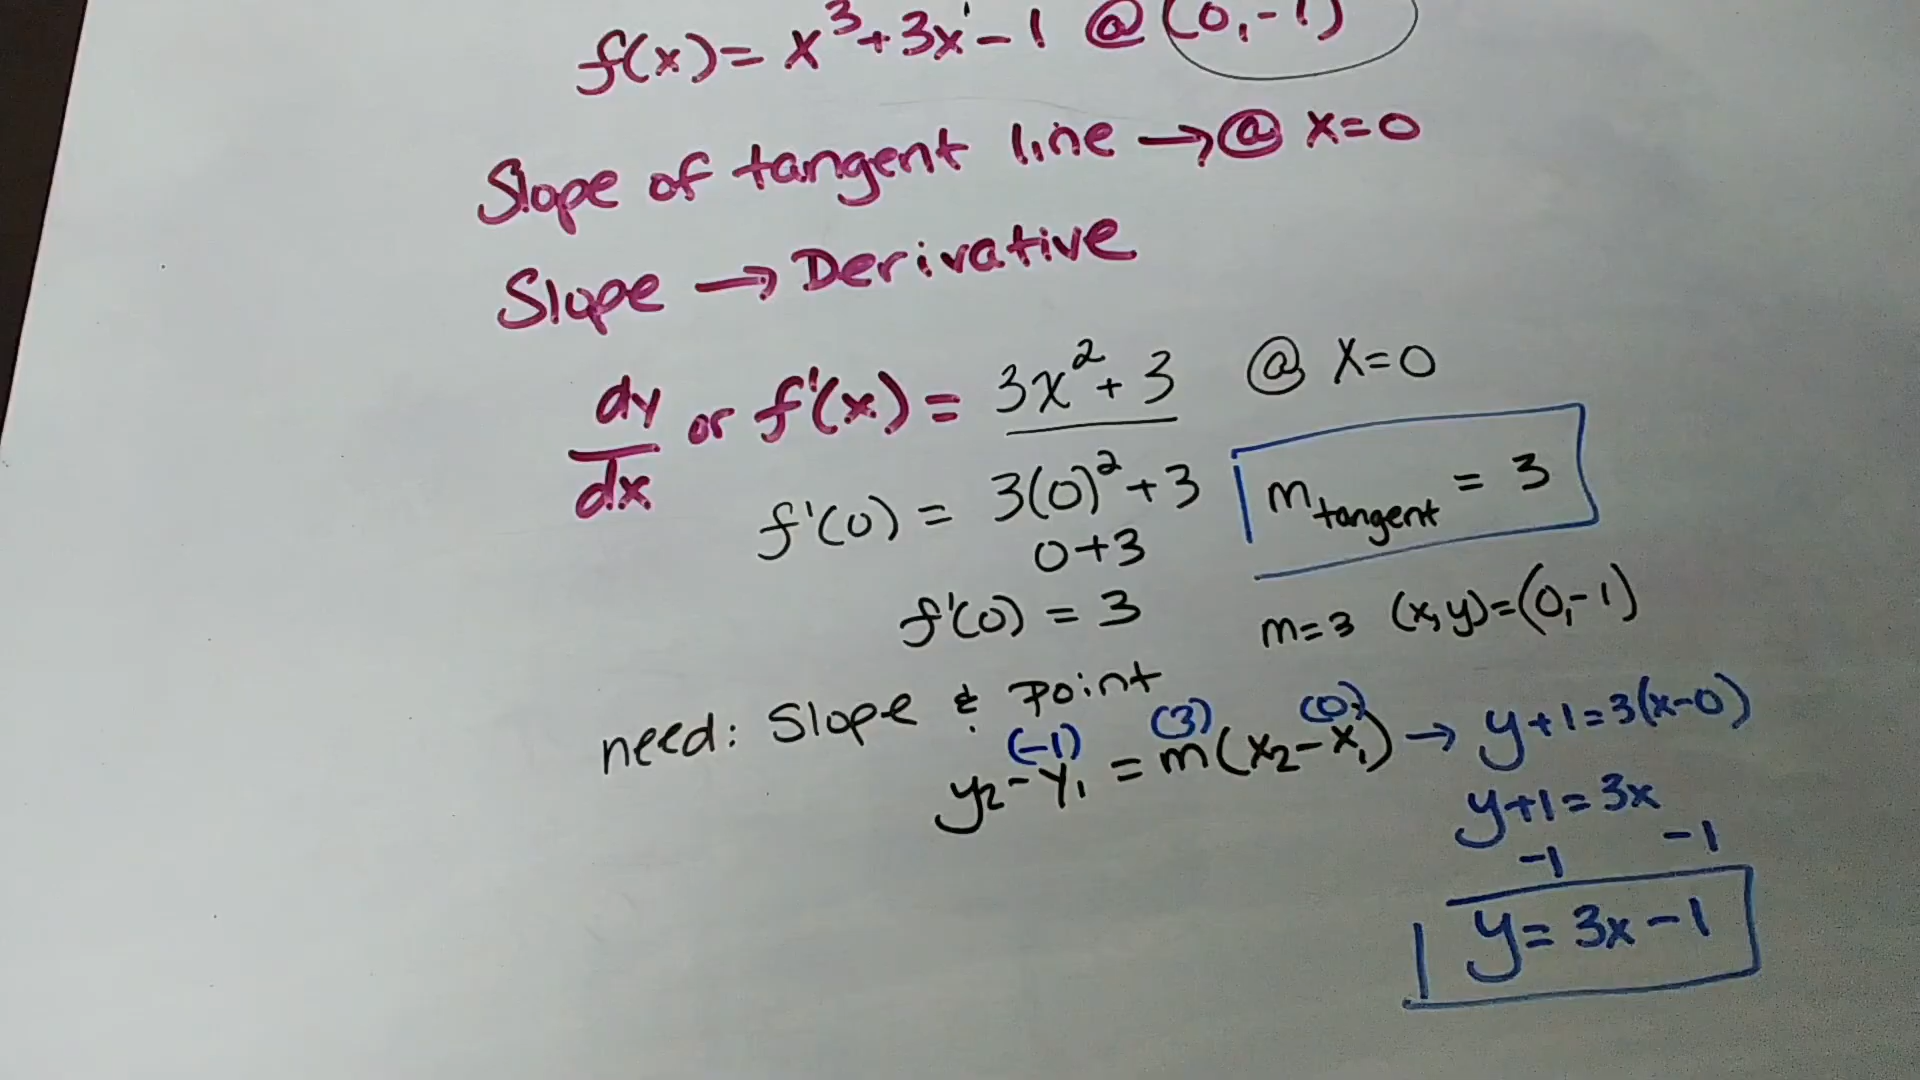 f(x) = x³ + 3x¹ - 1 @ (0, -1)
Slope of tangent line → @ x=0
Slope → Derivative
dy/dx or f'(x) = 3x² + 3 @ x=0
f'(0) = 3(0)² + 3
m tangent = 3
0+3
f'(0) = 3
m=3 (x,y)=(0,-1)
need: Slope & Point
(-1) (3) (0)
y₂ - y₁ = m(x₂ - x₁) → y+1=3(x-0)
y+1=3x
-1 -1
y = 3x - 1